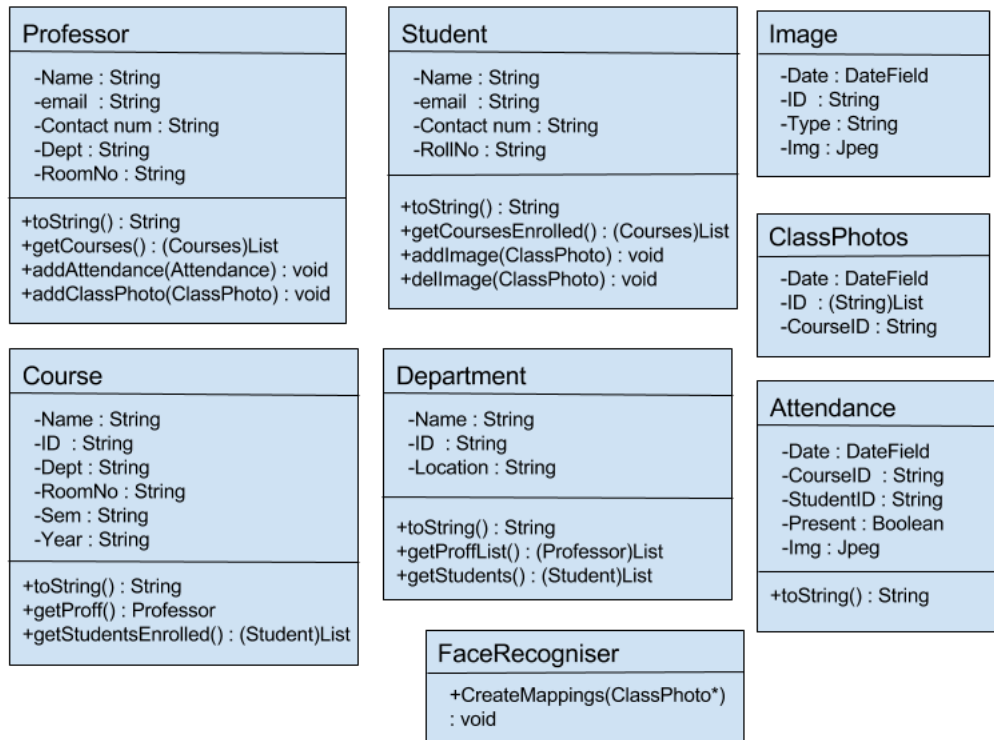 Professor
-Name : String
-email : String
-Contact num : String
-Dept : String
-RoomNo : String
+toString() : String
+getCourses() : (Courses)List
+addAttendance(Attendance) : void
+addClassPhoto(ClassPhoto) : void
Student
-Name : String
-email : String
-Contact num : String
-RollNo : String
+toString() : String
+getCoursesEnrolled() : (Courses)List
+addImage(ClassPhoto) : void
+delImage(ClassPhoto) : void
Image
-Date : DateField
-ID : String
-Type : String
-Img : Jpeg
ClassPhotos
-Date : DateField
-ID : (String)List
-CourseID : String
Course
-Name : String
-ID : String
-Dept : String
-RoomNo : String
-Sem : String
-Year : String
+toString() : String
+getProff() : Professor
+getStudentsEnrolled() : (Student)List
Department
-Name : String
-ID : String
-Location : String
+toString() : String
+getProffList() : (Professor)List
+getStudents() : (Student)List
Attendance
-Date : DateField
-CourseID : String
-StudentID : String
-Present : Boolean
-Img : Jpeg
+toString() : String
FaceRecogniser
+CreateMappings(ClassPhoto*)
: void